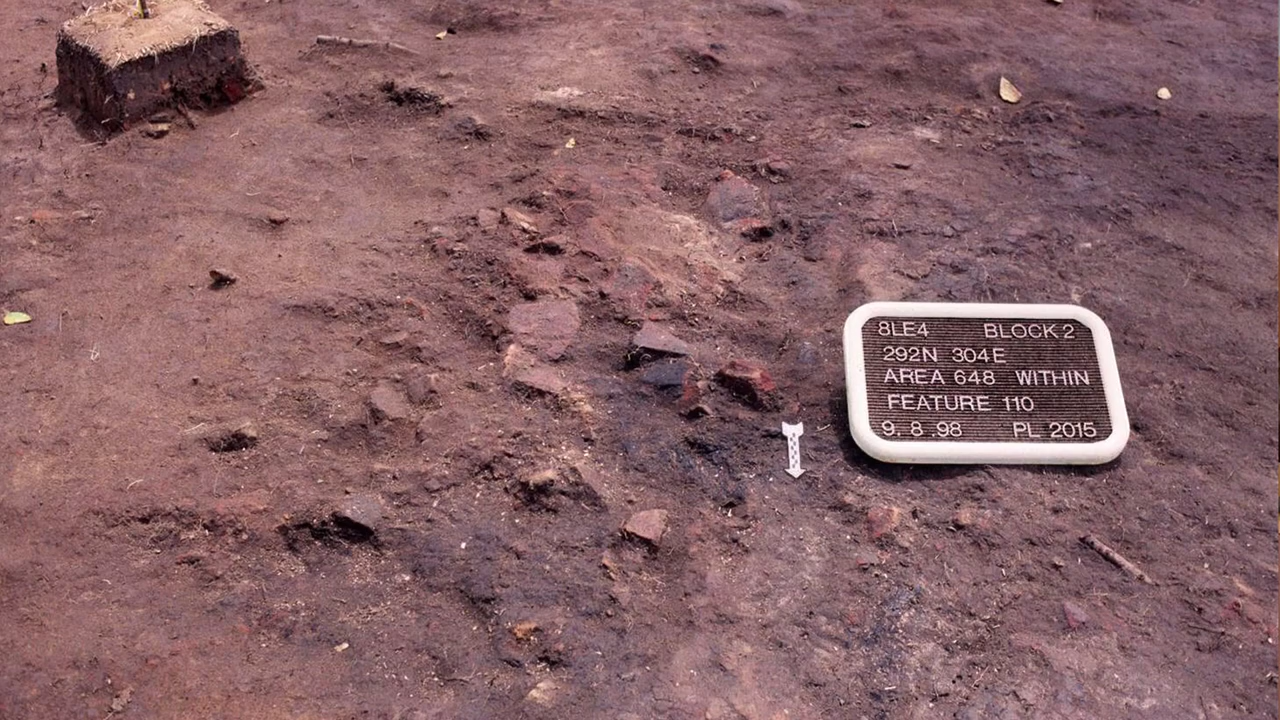 8LE4 BLOCK 2
292N 304E
AREA 648 WITHIN
FEATURE 110
9. 8. 98 PL 2015